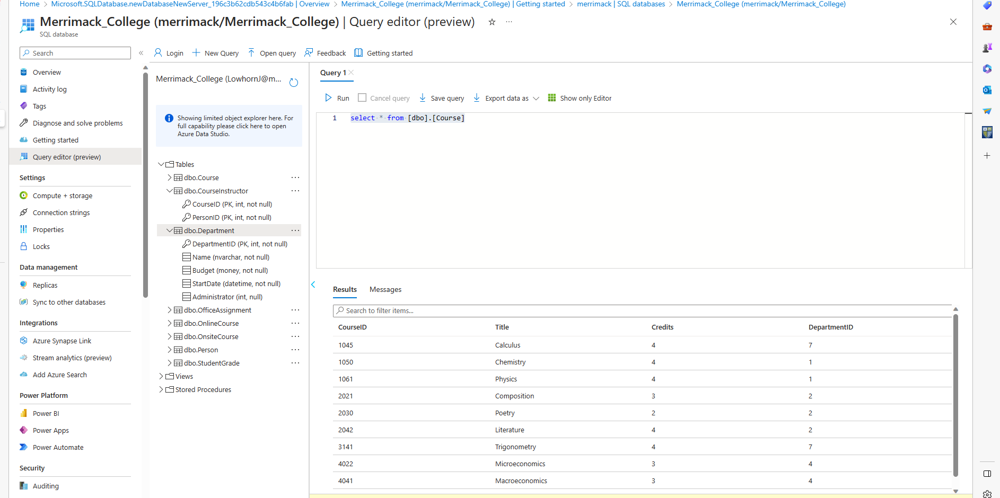 Home > Microsoft.SQLDatabase.newDatabaseNewServer_196c3b62cdb543c4b6fab | Overview > Merrimack_College (merrimack/Merrimack_College) | Getting started > merrimack | SQL databases > Merrimack_College (merrimack/Merrimack_College)
Merrimack_College (merrimack/Merrimack_College) | Query editor (preview)
SQL database
Search
Overview
Activity log
Tags
Diagnose and solve problems
Getting started
Query editor (preview)
Settings
Compute + storage
Connection strings
Properties
Locks
Data management
Replicas
Sync to other databases
Integrations
Azure Synapse Link
Stream analytics (preview)
Add Azure Search
Power Platform
Power BI
Power Apps
Power Automate
Security
Auditing
Login New Query Open query Feedback Getting started
Merrimack_College (LowhornJ@m...
Showing limited object explorer here. For
full capability please click here to open
Azure Data Studio.
Tables
dbo.Course ...
dbo.CourseInstructor ...
CourseID (PK, int, not null)
PersonID (PK, int, not null)
dbo.Department ...
DepartmentID (PK, int, not null)
Name (nvarchar, not null)
Budget (money, not null)
StartDate (datetime, not null)
Administrator (int, null)
dbo.OfficeAssignment ...
dbo.OnlineCourse ...
dbo.OnsiteCourse ...
dbo.Person ...
dbo.StudentGrade ...
Views
Stored Procedures
Query 1
Run Cancel query Save query Export data as Show only Editor
1 select * from [dbo].[Course]
Results Messages
Search to filter items...
CourseID Title Credits DepartmentID
1045 Calculus 4 7
1050 Chemistry 4 1
1061 Physics 4 1
2021 Composition 3 2
2030 Poetry 2 2
2042 Literature 4 2
3141 Trigonometry 4 7
4022 Microeconomics 3 4
4041 Macroeconomics 3 4